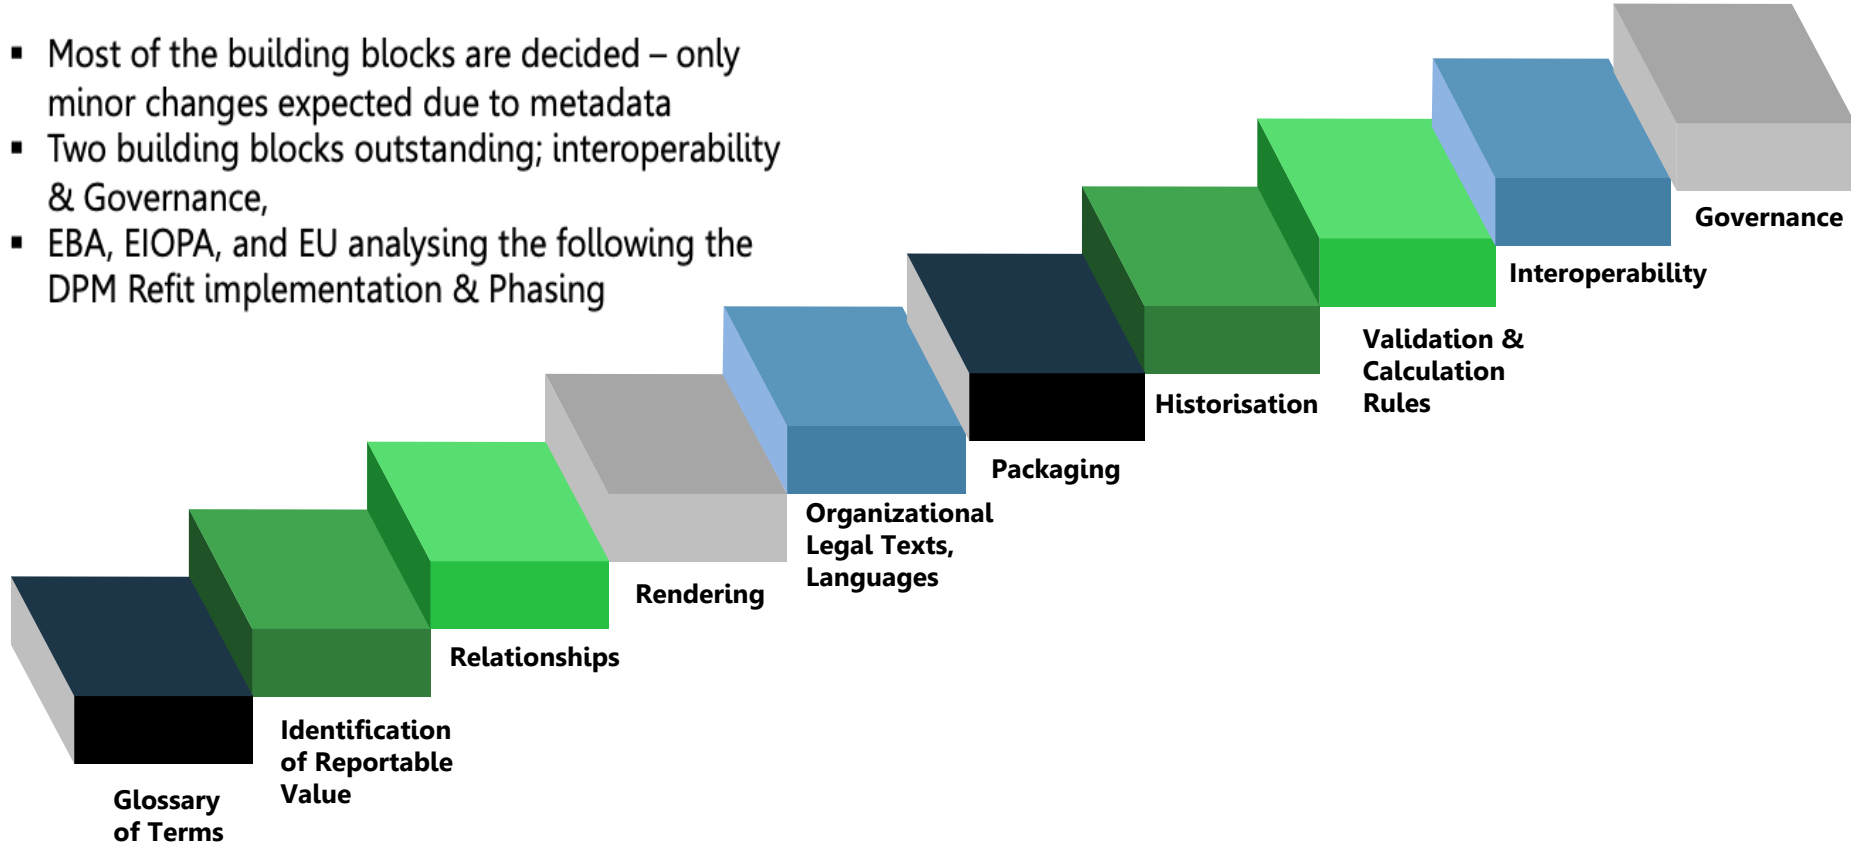 ▪ Most of the building blocks are decided – only
minor changes expected due to metadata
▪ Two building blocks outstanding; interoperability
& Governance,
▪ EBA, EIOPA, and EU analysing the following the
DPM Refit implementation & Phasing
Glossary
of Terms
Identification
of Reportable
Value
Relationships
Rendering
Organizational
Legal Texts,
Languages
Packaging
Historisation
Validation &
Calculation
Rules
Interoperability
Governance